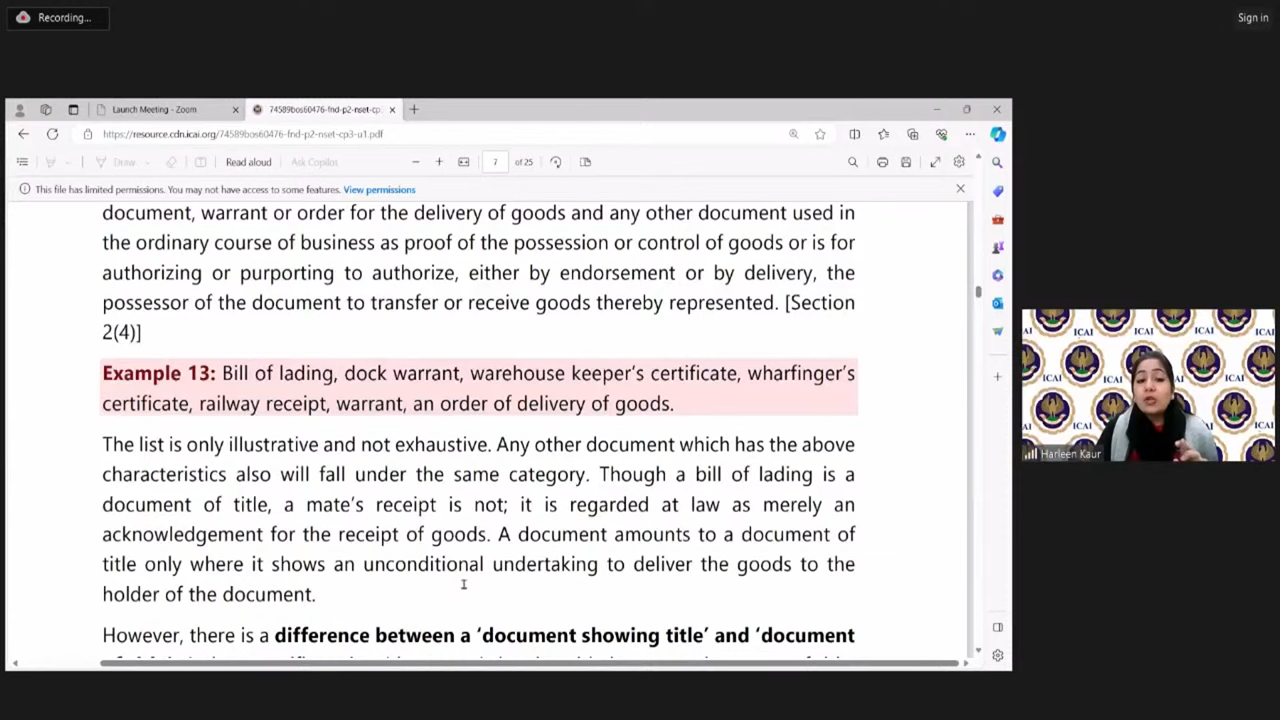 Recording...
Sign in
Launch Meeting - Zoom
74589bos60476-fnd-p2-nset-cp
https://resource.cdn.icai.org/74589bos60476-fnd-p2-nset-cp3-u1.pdf
Draw
Read aloud
Ask Copilot
7
of 25
This file has limited permissions. You may not have access to some features. View permissions
document, warrant or order for the delivery of goods and any other document used in
the ordinary course of business as proof of the possession or control of goods or is for
authorizing or purporting to authorize, either by endorsement or by delivery, the
possessor of the document to transfer or receive goods thereby represented. [Section
2(4)]
Example 13: Bill of lading, dock warrant, warehouse keeper's certificate, wharfinger's
certificate, railway receipt, warrant, an order of delivery of goods.
The list is only illustrative and not exhaustive. Any other document which has the above
characteristics also will fall under the same category. Though a bill of lading is a
document of title, a mate's receipt is not; it is regarded at law as merely an
acknowledgement for the receipt of goods. A document amounts to a document of
title only where it shows an unconditional undertaking to deliver the goods to the
holder of the document.
However, there is a difference between a 'document showing title' and 'document
ICAI
ICAI
ICAI
ICAI
ICAI
Harleen Kaur